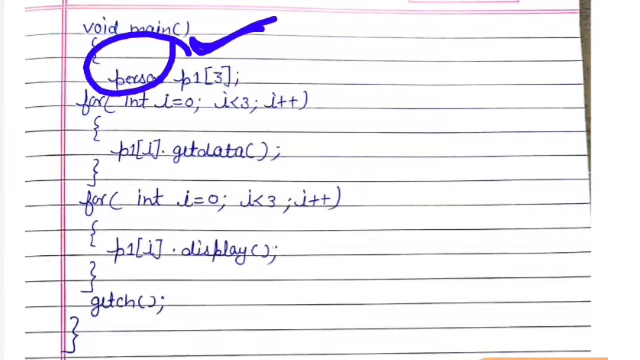 void main()
{
person p1[3];
for( int i=0; i<3; i++)
{
p1[i].getdata();
}
for( int i=0; i<3 ; i++)
{
p1[i].display();
}
getch();
}